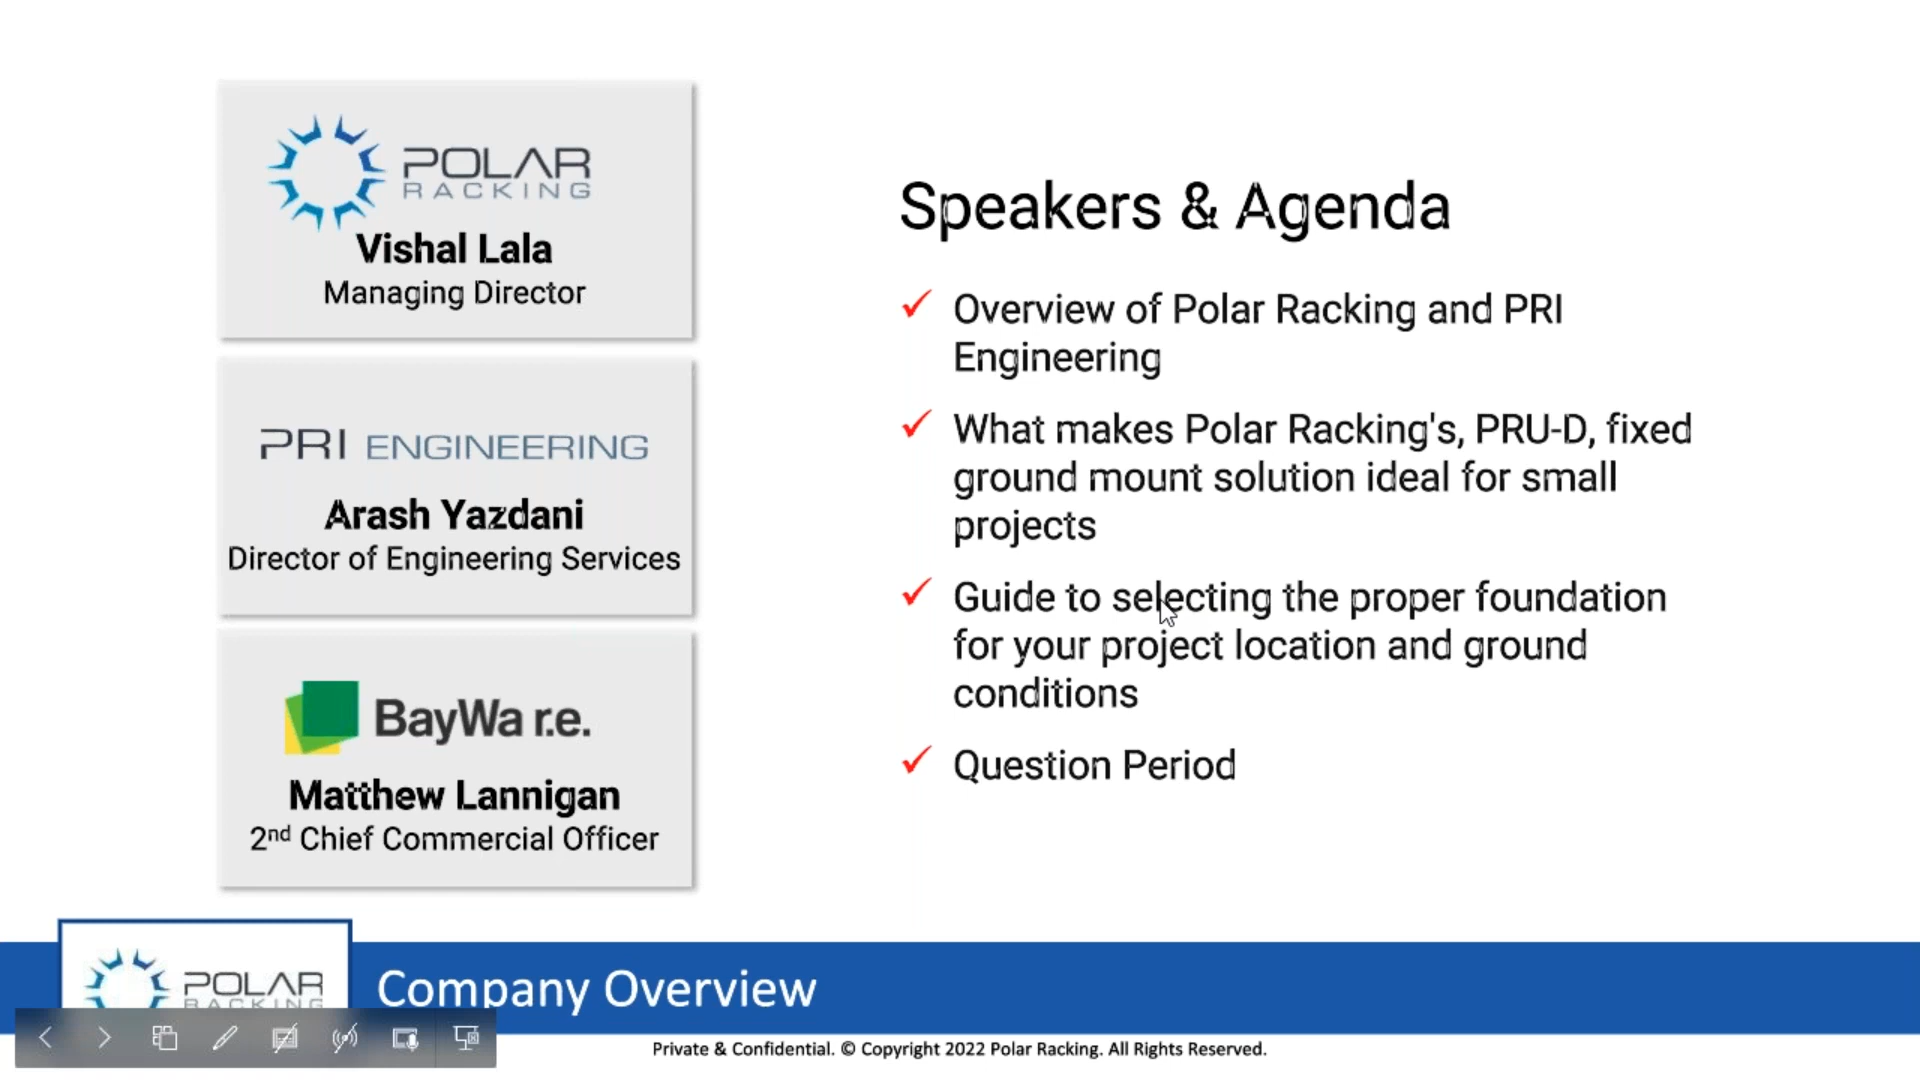 POLAR
RACKING
Vishal Lala
Managing Director
PRI ENGINEERING
Arash Yazdani
Director of Engineering Services
BayWa r.e.
Matthew Lannigan
2nd Chief Commercial Officer
Speakers & Agenda
Overview of Polar Racking and PRI
Engineering
What makes Polar Racking's, PRU-D, fixed
ground mount solution ideal for small
projects
Guide to selecting the proper foundation
for your project location and ground
conditions
Question Period
POLAR
RACKING
Company Overview
Private & Confidential. © Copyright 2022 Polar Racking. All Rights Reserved.